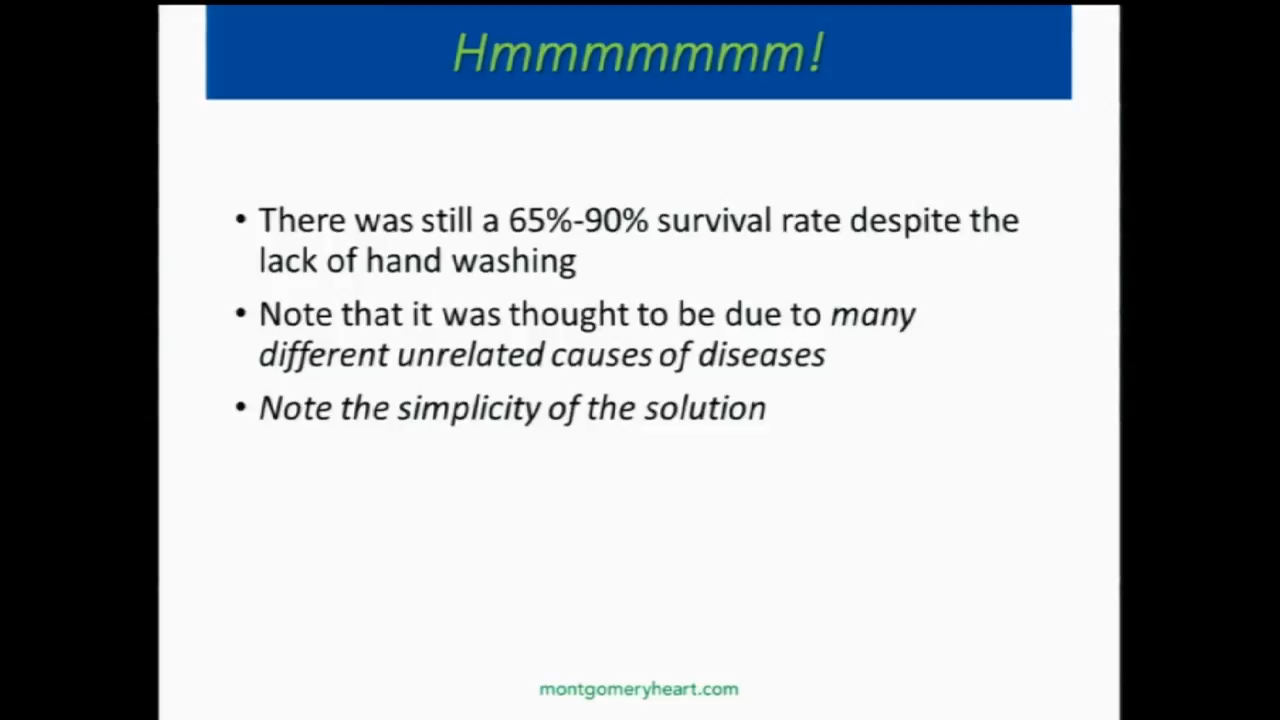 Hmmmmmmm!
• There was still a 65%-90% survival rate despite the
lack of hand washing
• Note that it was thought to be due to many
different unrelated causes of diseases
• Note the simplicity of the solution
montgomeryheart.com